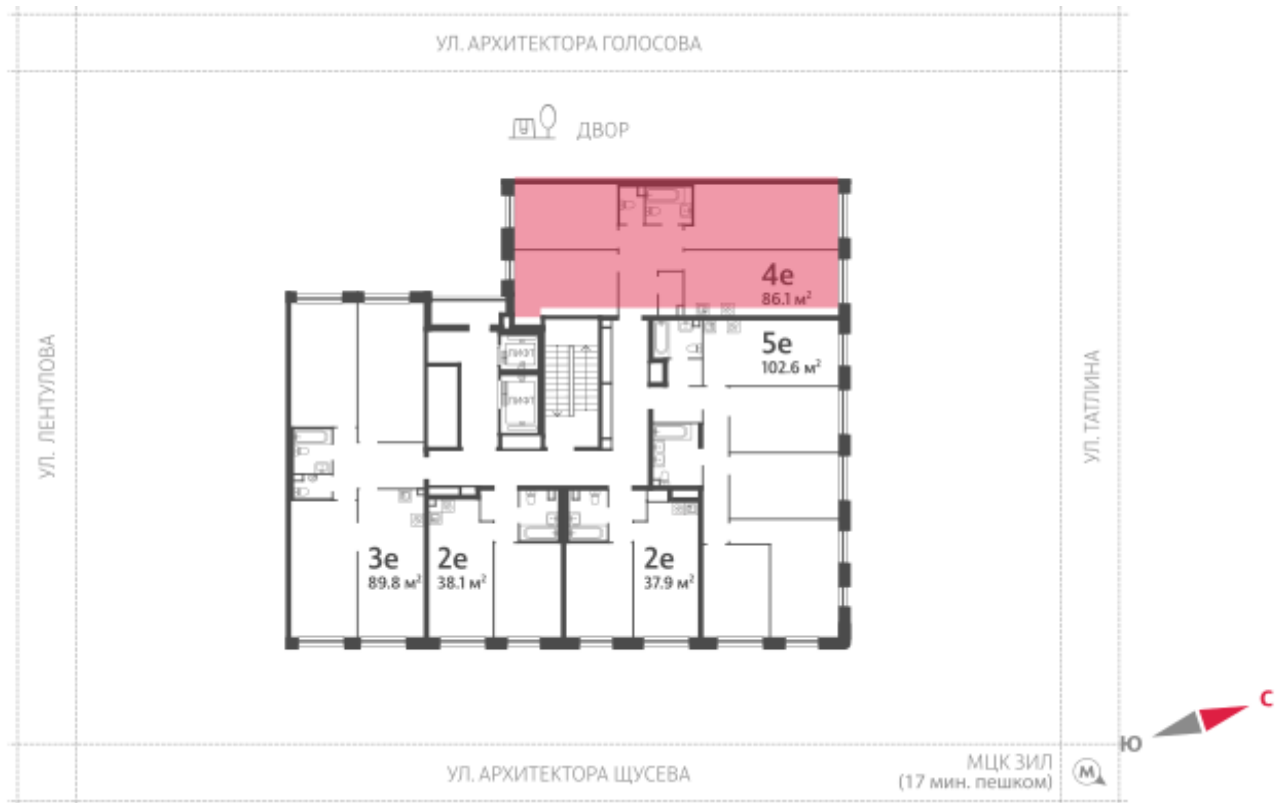 УЛ. АРХИТЕКТОРА ГОЛОСОВА
ДВОР
4е
86.1 м²
5е
102.6 м²
ЛИФТ
ЛИФТ
УЛ. ЛЕНТУЛОВА
УЛ. ТАТЛИНА
3е
89.8 м²
2е
38.1 м²
2е
37.9 м²
С
Ю
УЛ. АРХИТЕКТОРА ЩУСЕВА
МЦК ЗИЛ
(17 мин. пешком)
М